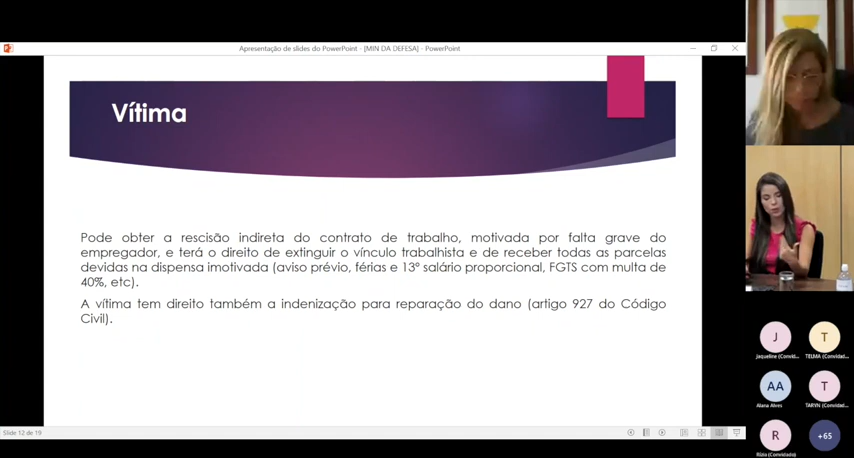 Apresentação de slides do PowerPoint - [MIN DA DEFESA] - PowerPoint
Vítima
Pode obter a rescisão indireta do contrato de trabalho, motivada por falta grave do
empregador, e terá o direito de extinguir o vínculo trabalhista e de receber todas as parcelas
devidas na dispensa imotivada (aviso prévio, férias e 13º salário proporcional, FGTS com multa de
40%, etc).
A vítima tem direito também a indenização para reparação do dano (artigo 927 do Código
Civil).
Slide 12 de 19
J
Jaqueline (Convid...
T
TELMA (Convidad...
AA
Alana Alves
T
TARYN (Convidad...
R
Rízia (Convidado)
+65